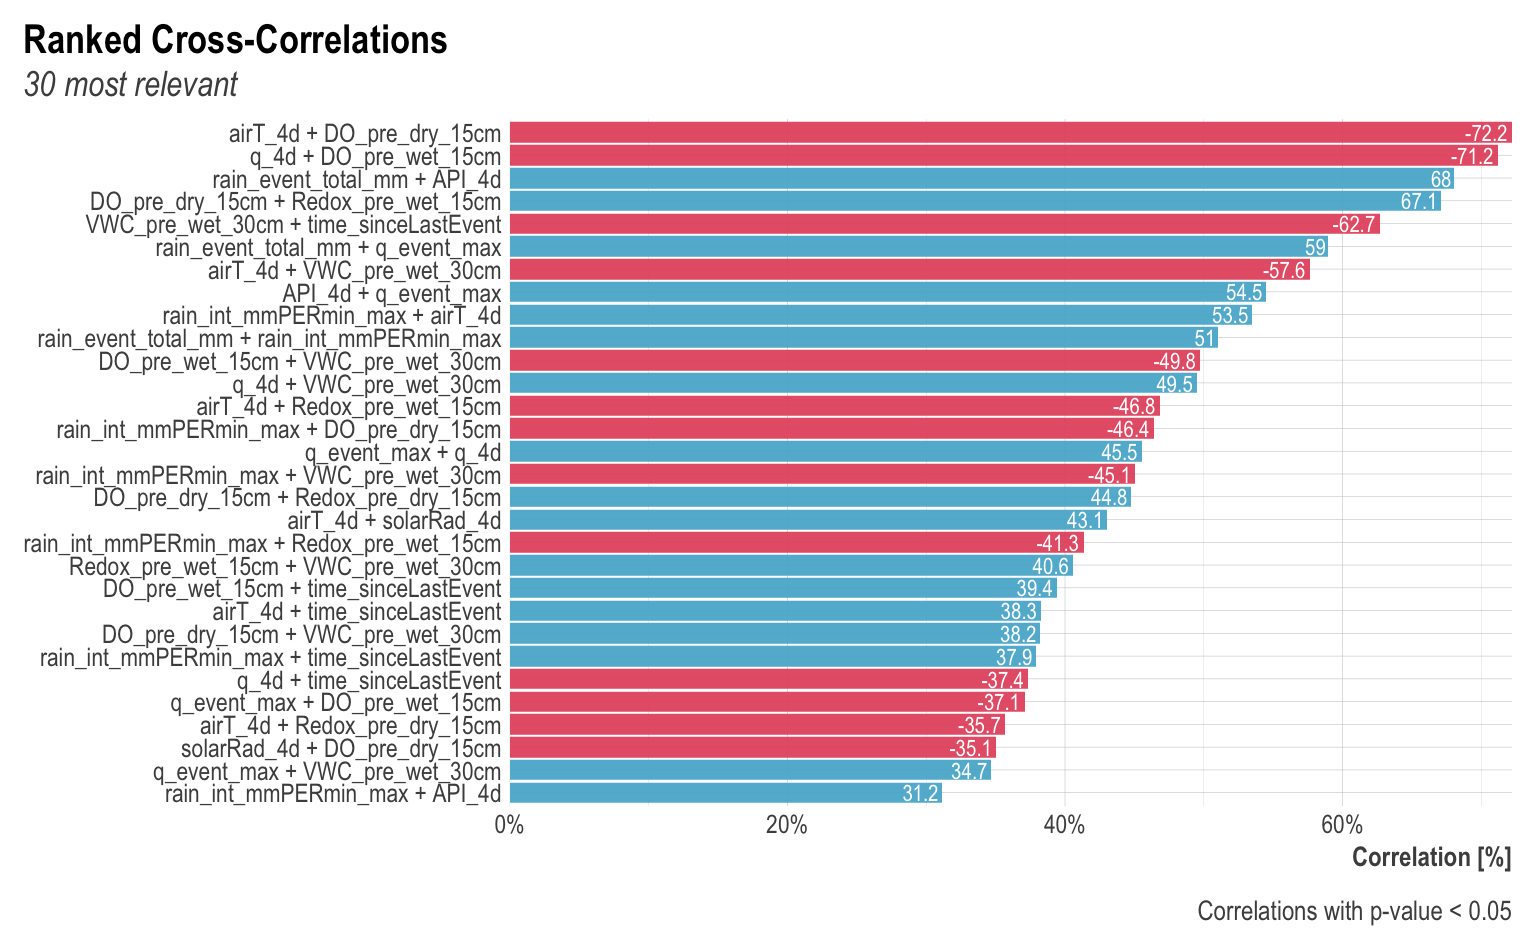 Ranked Cross-Correlations
30 most relevant
airT_4d + DO_pre_dry_15cm -72.2
q_4d + DO_pre_wet_15cm -71.2
rain_event_total_mm + API_4d 68
DO_pre_dry_15cm + Redox_pre_wet_15cm 67.1
VWC_pre_wet_30cm + time_sinceLastEvent -62.7
rain_event_total_mm + q_event_max 59
airT_4d + VWC_pre_wet_30cm -57.6
API_4d + q_event_max 54.5
rain_int_mmPERmin_max + airT_4d 53.5
rain_event_total_mm + rain_int_mmPERmin_max 51
DO_pre_wet_15cm + VWC_pre_wet_30cm -49.8
q_4d + VWC_pre_wet_30cm 49.5
airT_4d + Redox_pre_wet_15cm -46.8
rain_int_mmPERmin_max + DO_pre_dry_15cm -46.4
q_event_max + q_4d 45.5
rain_int_mmPERmin_max + VWC_pre_wet_30cm -45.1
DO_pre_dry_15cm + Redox_pre_dry_15cm 44.8
airT_4d + solarRad_4d 43.1
rain_int_mmPERmin_max + Redox_pre_wet_15cm -41.3
Redox_pre_wet_15cm + VWC_pre_wet_30cm 40.6
DO_pre_wet_15cm + time_sinceLastEvent 39.4
airT_4d + time_sinceLastEvent 38.3
DO_pre_dry_15cm + VWC_pre_wet_30cm 38.2
rain_int_mmPERmin_max + time_sinceLastEvent 37.9
q_4d + time_sinceLastEvent -37.4
q_event_max + DO_pre_wet_15cm -37.1
airT_4d + Redox_pre_dry_15cm -35.7
solarRad_4d + DO_pre_dry_15cm -35.1
q_event_max + VWC_pre_wet_30cm 34.7
rain_int_mmPERmin_max + API_4d 31.2
0% 20% 40% 60%
Correlation [%]
Correlations with p-value < 0.05